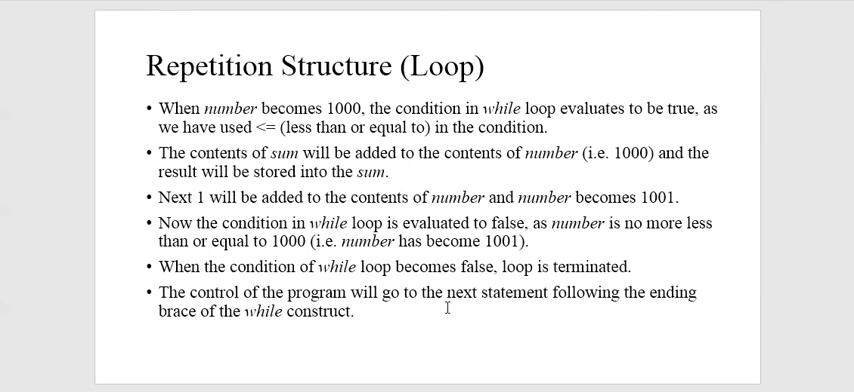 Repetition Structure (Loop)
• When number becomes 1000, the condition in while loop evaluates to be true, as
we have used <= (less than or equal to) in the condition.
• The contents of sum will be added to the contents of number (i.e. 1000) and the
result will be stored into the sum.
• Next 1 will be added to the contents of number and number becomes 1001.
• Now the condition in while loop is evaluated to false, as number is no more less
than or equal to 1000 (i.e. number has become 1001).
• When the condition of while loop becomes false, loop is terminated.
• The control of the program will go to the next statement following the ending
brace of the while construct.